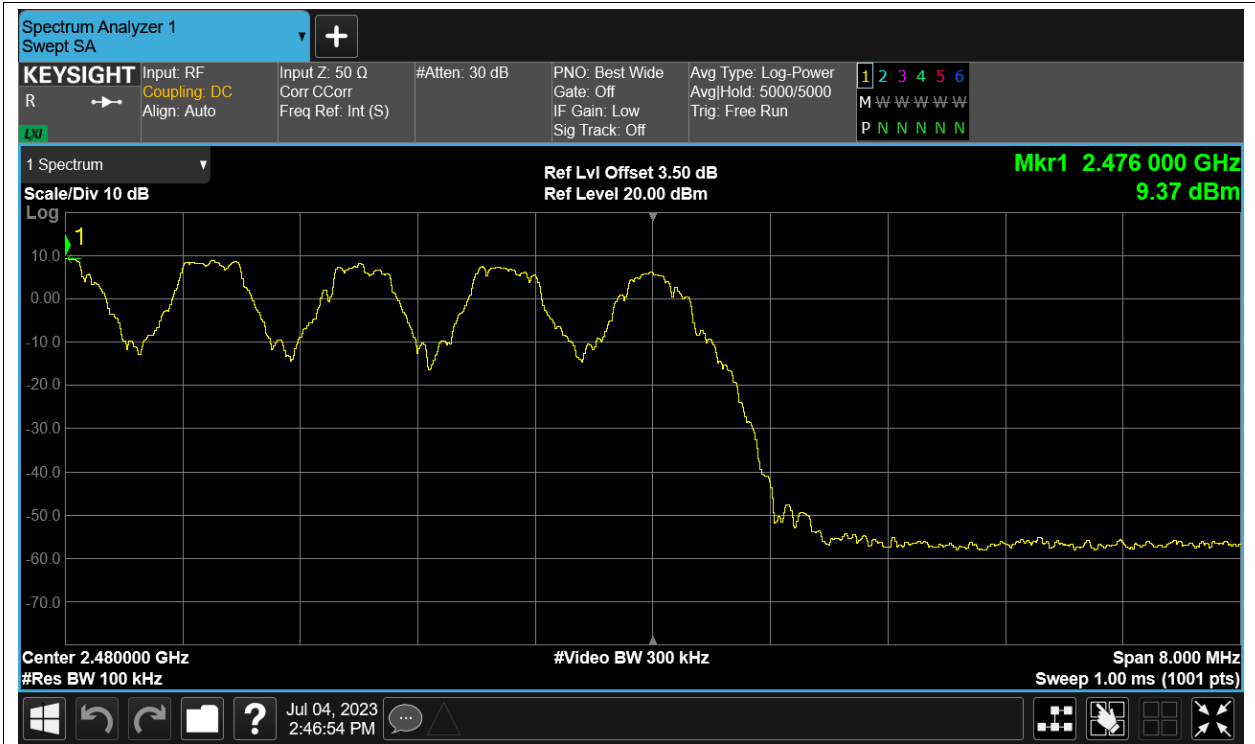 Spectrum Analyzer 1
Swept SA
+
KEYSIGHT
R
LXI
Input: RF
Coupling: DC
Align: Auto
Input Z: 50 Ω
Corr CCorr
Freq Ref: Int (S)
#Atten: 30 dB
PNO: Best Wide
Gate: Off
IF Gain: Low
Sig Track: Off
Avg Type: Log-Power
Avg|Hold: 5000/5000
Trig: Free Run
1 2 3 4 5 6
M W W W W W
P N N N N N
1 Spectrum
Scale/Div 10 dB
Log
Ref Lvl Offset 3.50 dB
Ref Level 20.00 dBm
Mkr1 2.476 000 GHz
9.37 dBm
1
10.0
0.00
-10.0
-20.0
-30.0
-40.0
-50.0
-60.0
-70.0
Center 2.480000 GHz
#Res BW 100 kHz
#Video BW 300 kHz
Span 8.000 MHz
Sweep 1.00 ms (1001 pts)
?
Jul 04, 2023
2:46:54 PM